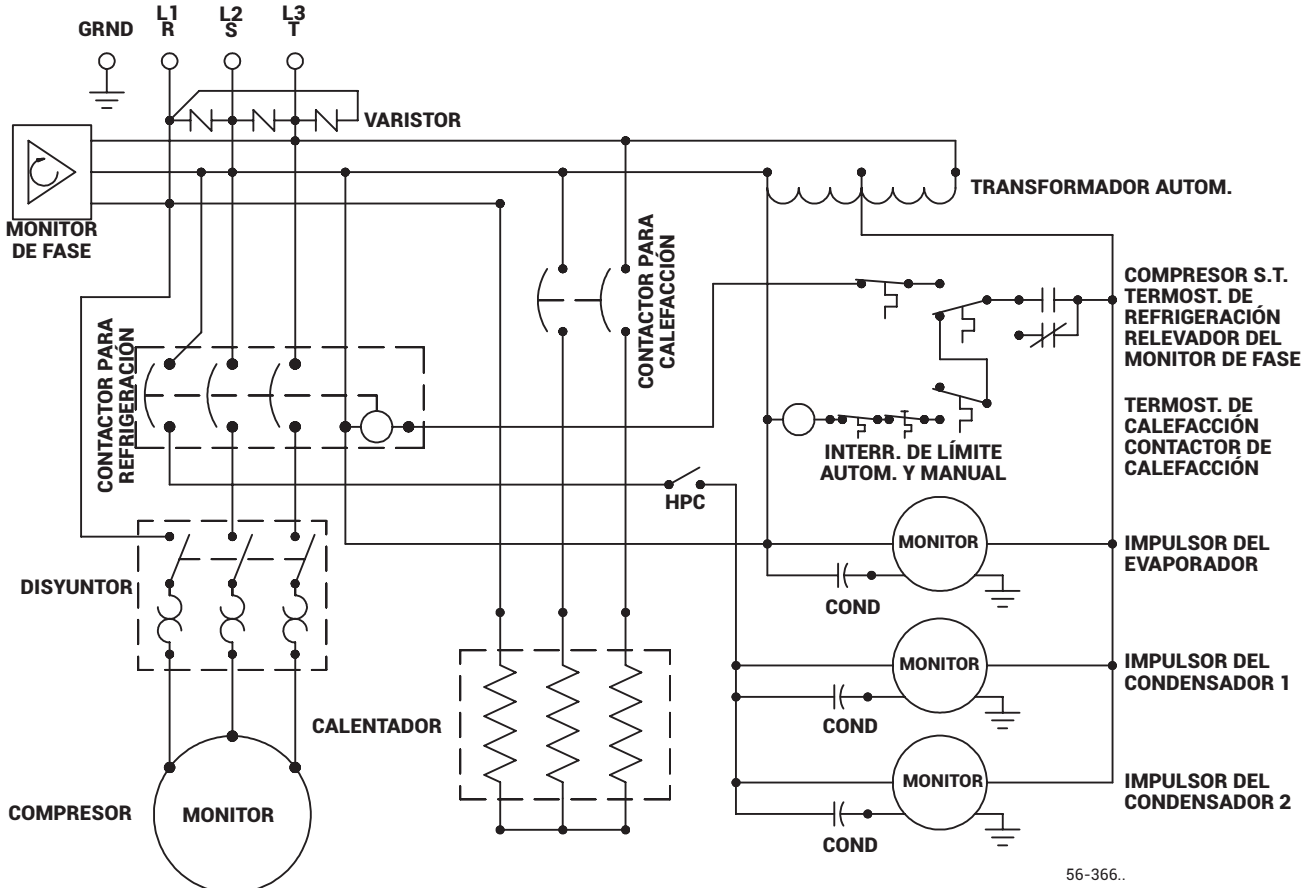 GRND
L1
R
L2
S
L3
T
VARISTOR
MONITOR
DE FASE
TRANSFORMADOR AUTOM.
CONTACTOR PARA
CALEFACCIÓN
COMPRESOR S.T.
TERMOST. DE
REFRIGERACIÓN
RELEVADOR DEL
MONITOR DE FASE
CONTACTOR PARA
REFRIGERACIÓN
TERMOST. DE
CALEFACCIÓN
CONTACTOR DE
CALEFACCIÓN
INTERR. DE LÍMITE
AUTOM. Y MANUAL
HPC
DISYUNTOR
MONITOR
IMPULSOR DEL
EVAPORADOR
COND
MONITOR
IMPULSOR DEL
CONDENSADOR 1
COND
CALENTADOR
MONITOR
IMPULSOR DEL
CONDENSADOR 2
COND
COMPRESOR
MONITOR
56-366..